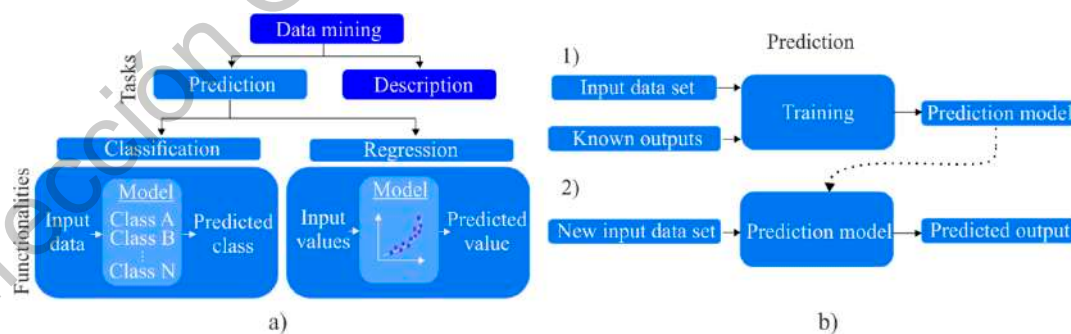 Data mining
Tasks
Prediction
Description
Classification
Regression
Functionalities
Input
data
Model
Class A
Class B
⋮
Class N
Predicted
class
Input
values
Model
Predicted
value
a)
Prediction
1)
Input data set
Known outputs
Training
Prediction model
2)
New input data set
Prediction model
Predicted output
b)